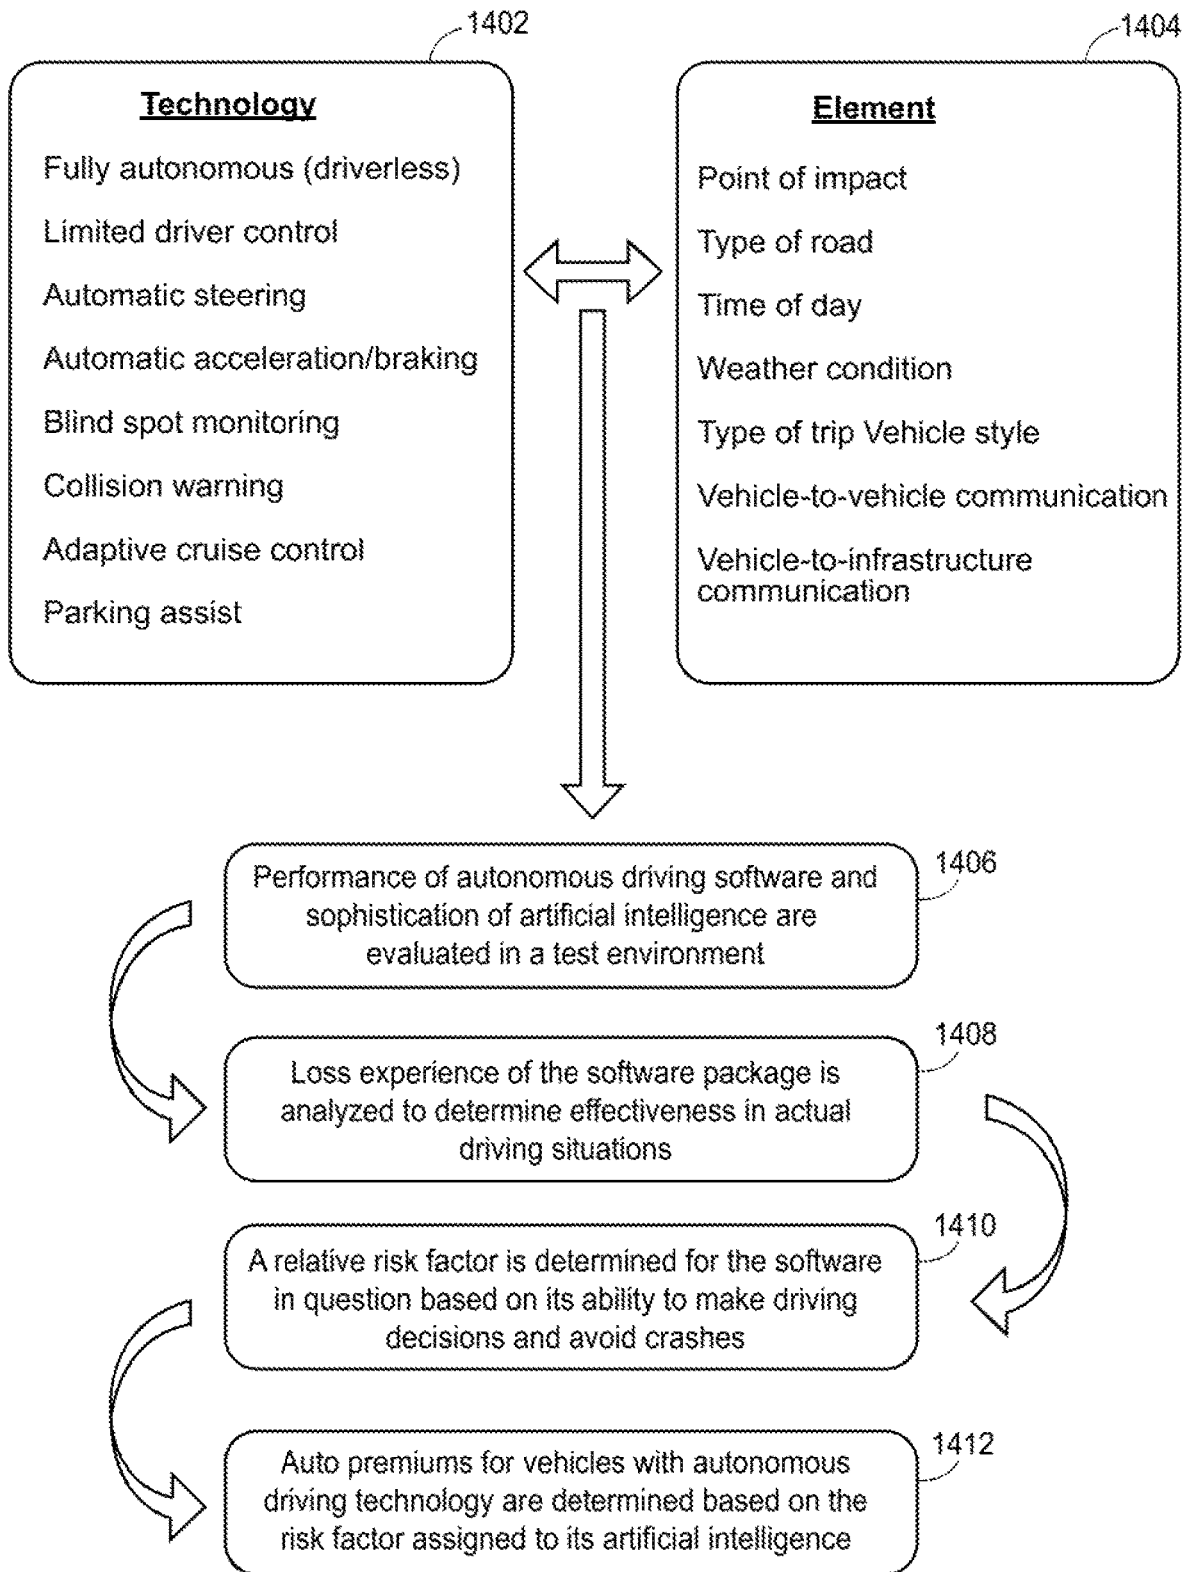 1402
Technology
Fully autonomous (driverless)
Limited driver control
Automatic steering
Automatic acceleration/braking
Blind spot monitoring
Collision warning
Adaptive cruise control
Parking assist
1404
Element
Point of impact
Type of road
Time of day
Weather condition
Type of trip Vehicle style
Vehicle-to-vehicle communication
Vehicle-to-infrastructure
communication
1406
Performance of autonomous driving software and
sophistication of artificial intelligence are
evaluated in a test environment
1408
Loss experience of the software package is
analyzed to determine effectiveness in actual
driving situations
1410
A relative risk factor is determined for the software
in question based on its ability to make driving
decisions and avoid crashes
1412
Auto premiums for vehicles with autonomous
driving technology are determined based on the
risk factor assigned to its artificial intelligence